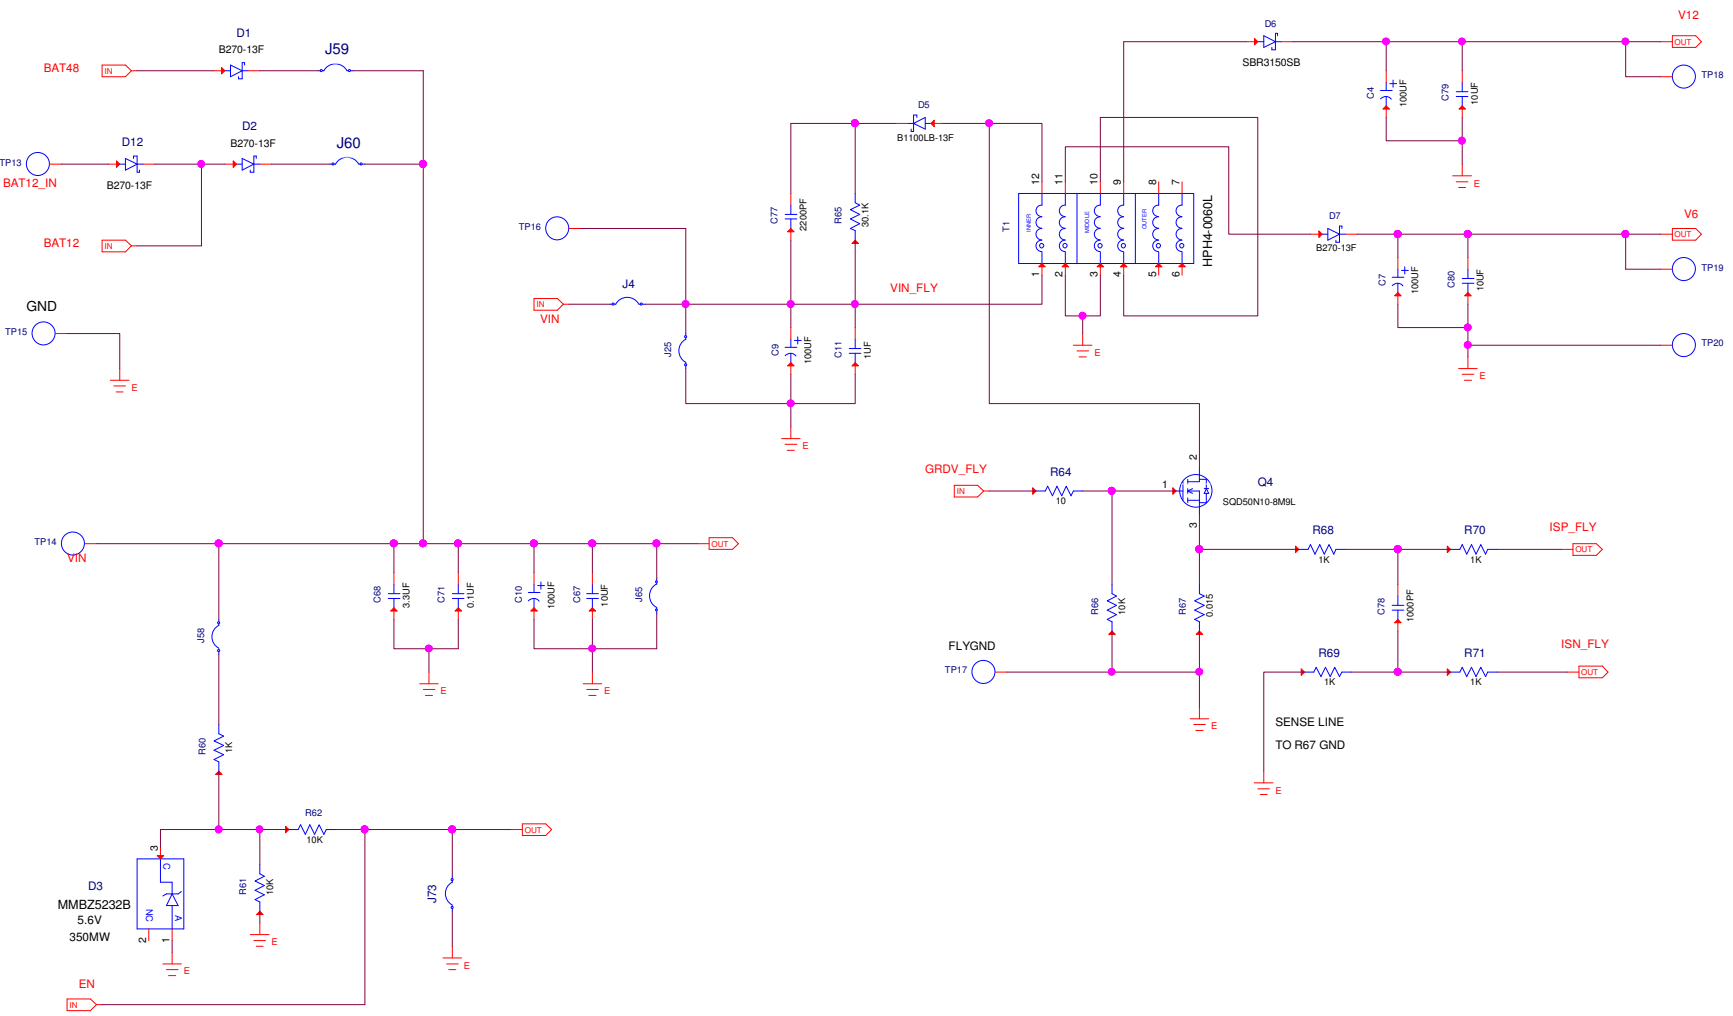 D1
B270-13F
J59
BAT48
IN
D12
B270-13F
D2
B270-13F
J60
TP13
BAT12_IN
BAT12
IN
GND
TP15
E
TP14
VIN
OUT
C68
3.3UF
C71
0.1UF
C10
+
100UF
C67
10UF
J65
E
E
J58
R60
1K
R62
10K
OUT
R61
10K
E
J73
E
D3
MMBZ5232B
5.6V
350MW
3
C
NC
A
2
1
E
EN
IN
TP16
IN
VIN
J4
J25
C77
2200PF
R65
30.1K
D5
B1100LB-13F
VIN_FLY
C9
+
100UF
C11
1UF
E
T1
HPH4-0060L
INNER
MIDDLE
OUTER
12
11
10
9
8
7
1
2
3
4
5
6
E
D6
SBR3150SB
V12
OUT
TP18
C4
+
100UF
C79
10UF
E
D7
B270-13F
V6
OUT
TP19
C7
+
100UF
C80
10UF
TP20
E
GRDV_FLY
IN
R64
10
1
2
3
Q4
SQD50N10-8M9L
R66
10K
R67
0.015
FLYGND
TP17
E
R68
1K
R70
1K
ISP_FLY
OUT
C78
1000PF
R69
1K
R71
1K
ISN_FLY
OUT
SENSE LINE
TO R67 GND
E